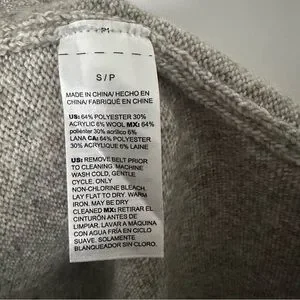 S / P
MADE IN CHINA/ HECHO EN
CHINA/ FABRIQUÉ EN CHINE
US: 64% POLYESTER 30%
ACRYLIC 6% WOOL MX: 64%
poliéster 30% acrílico 6%
LANA CA: 64% POLYESTER
30% ACRYLIQUE 6% LAINE
US: REMOVE BELT PRIOR
TO CLEANING. MACHINE
WASH COLD, GENTLE
CYCLE. ONLY
NON-CHLORINE BLEACH,
LAY FLAT TO DRY. WARM
IRON. MAY BE DRY
CLEANED MX: RETIRAR EL
CINTURÓN ANTES DE
LIMPIAR. LAVAR A MÁQUINA
CON AGUA FRÍA EN CICLO
SUAVE. SOLAMENTE
BLANQUEADOR SIN CLORO.